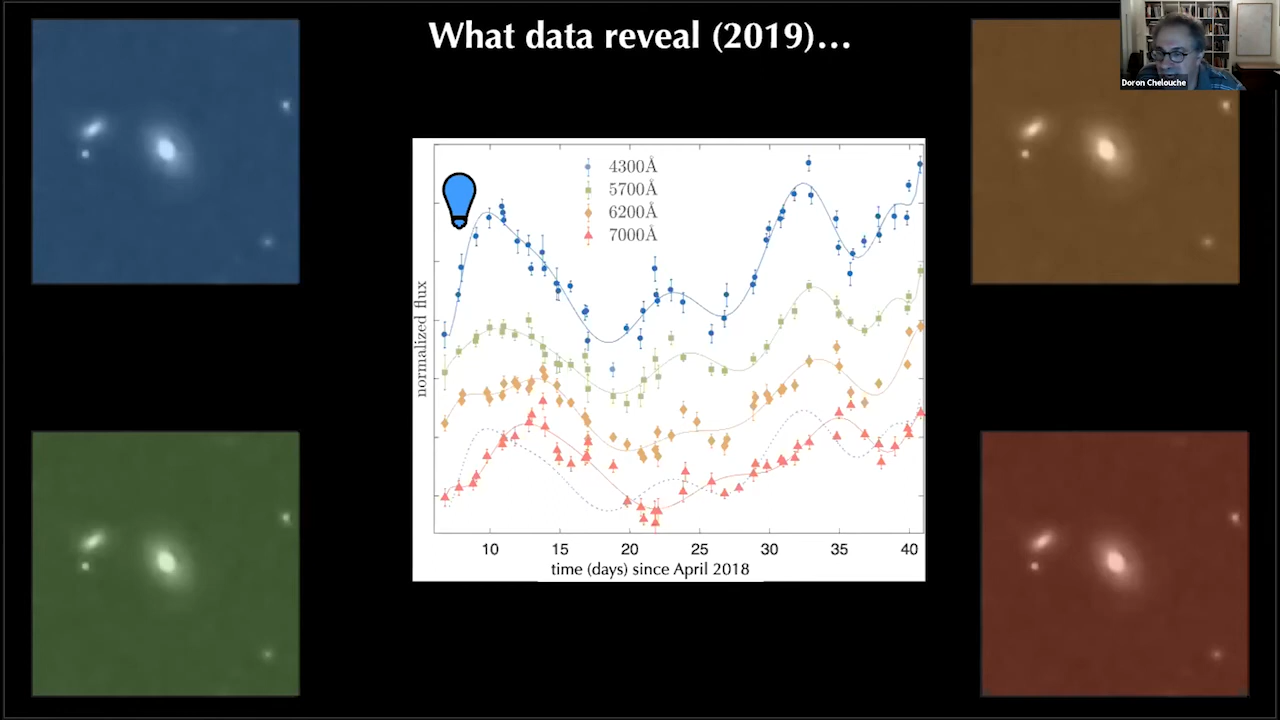 What data reveal (2019)...
Doron Chelouche
4300Å
5700Å
6200Å
7000Å
normalized flux
10 15 20 25 30 35 40
time (days) since April 2018